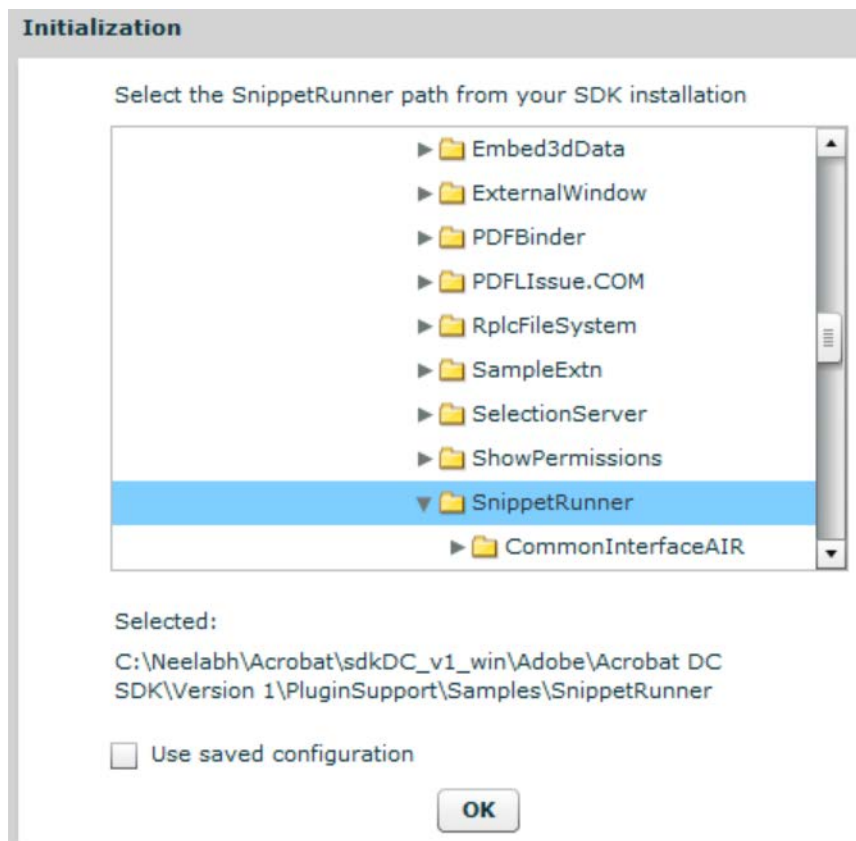 Initialization
Select the SnippetRunner path from your SDK installation
Embed3dData
ExternalWindow
PDFBinder
PDFLIssue.COM
RplcFileSystem
SampleExtn
SelectionServer
ShowPermissions
SnippetRunner
CommonInterfaceAIR
Selected:
C:\Neelabh\Acrobat\sdkDC_v1_win\Adobe\Acrobat DC
SDK\Version 1\PluginSupport\Samples\SnippetRunner
Use saved configuration
OK